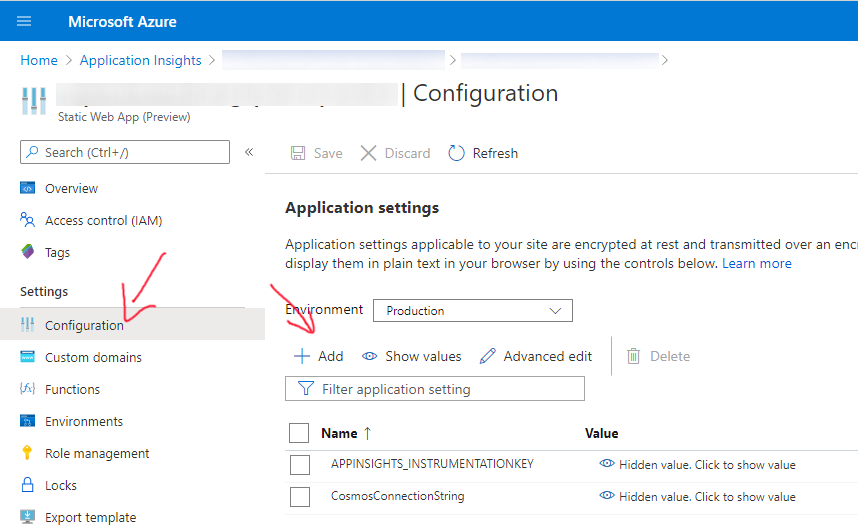 Microsoft Azure
Home > Application Insights > > >
| Configuration
Static Web App (Preview)
Search (Ctrl+/)
«
Save
Discard
Refresh
Overview
Access control (IAM)
Tags
Settings
Configuration
Custom domains
Functions
Environments
Role management
Locks
Export template
Application settings
Application settings applicable to your site are encrypted at rest and transmitted over an encr
display them in plain text in your browser by using the controls below. Learn more
Environment
Production
Add
Show values
Advanced edit
Delete
Filter application setting
Name ↑
Value
APPINSIGHTS_INSTRUMENTATIONKEY
Hidden value. Click to show value
CosmosConnectionString
Hidden value. Click to show value